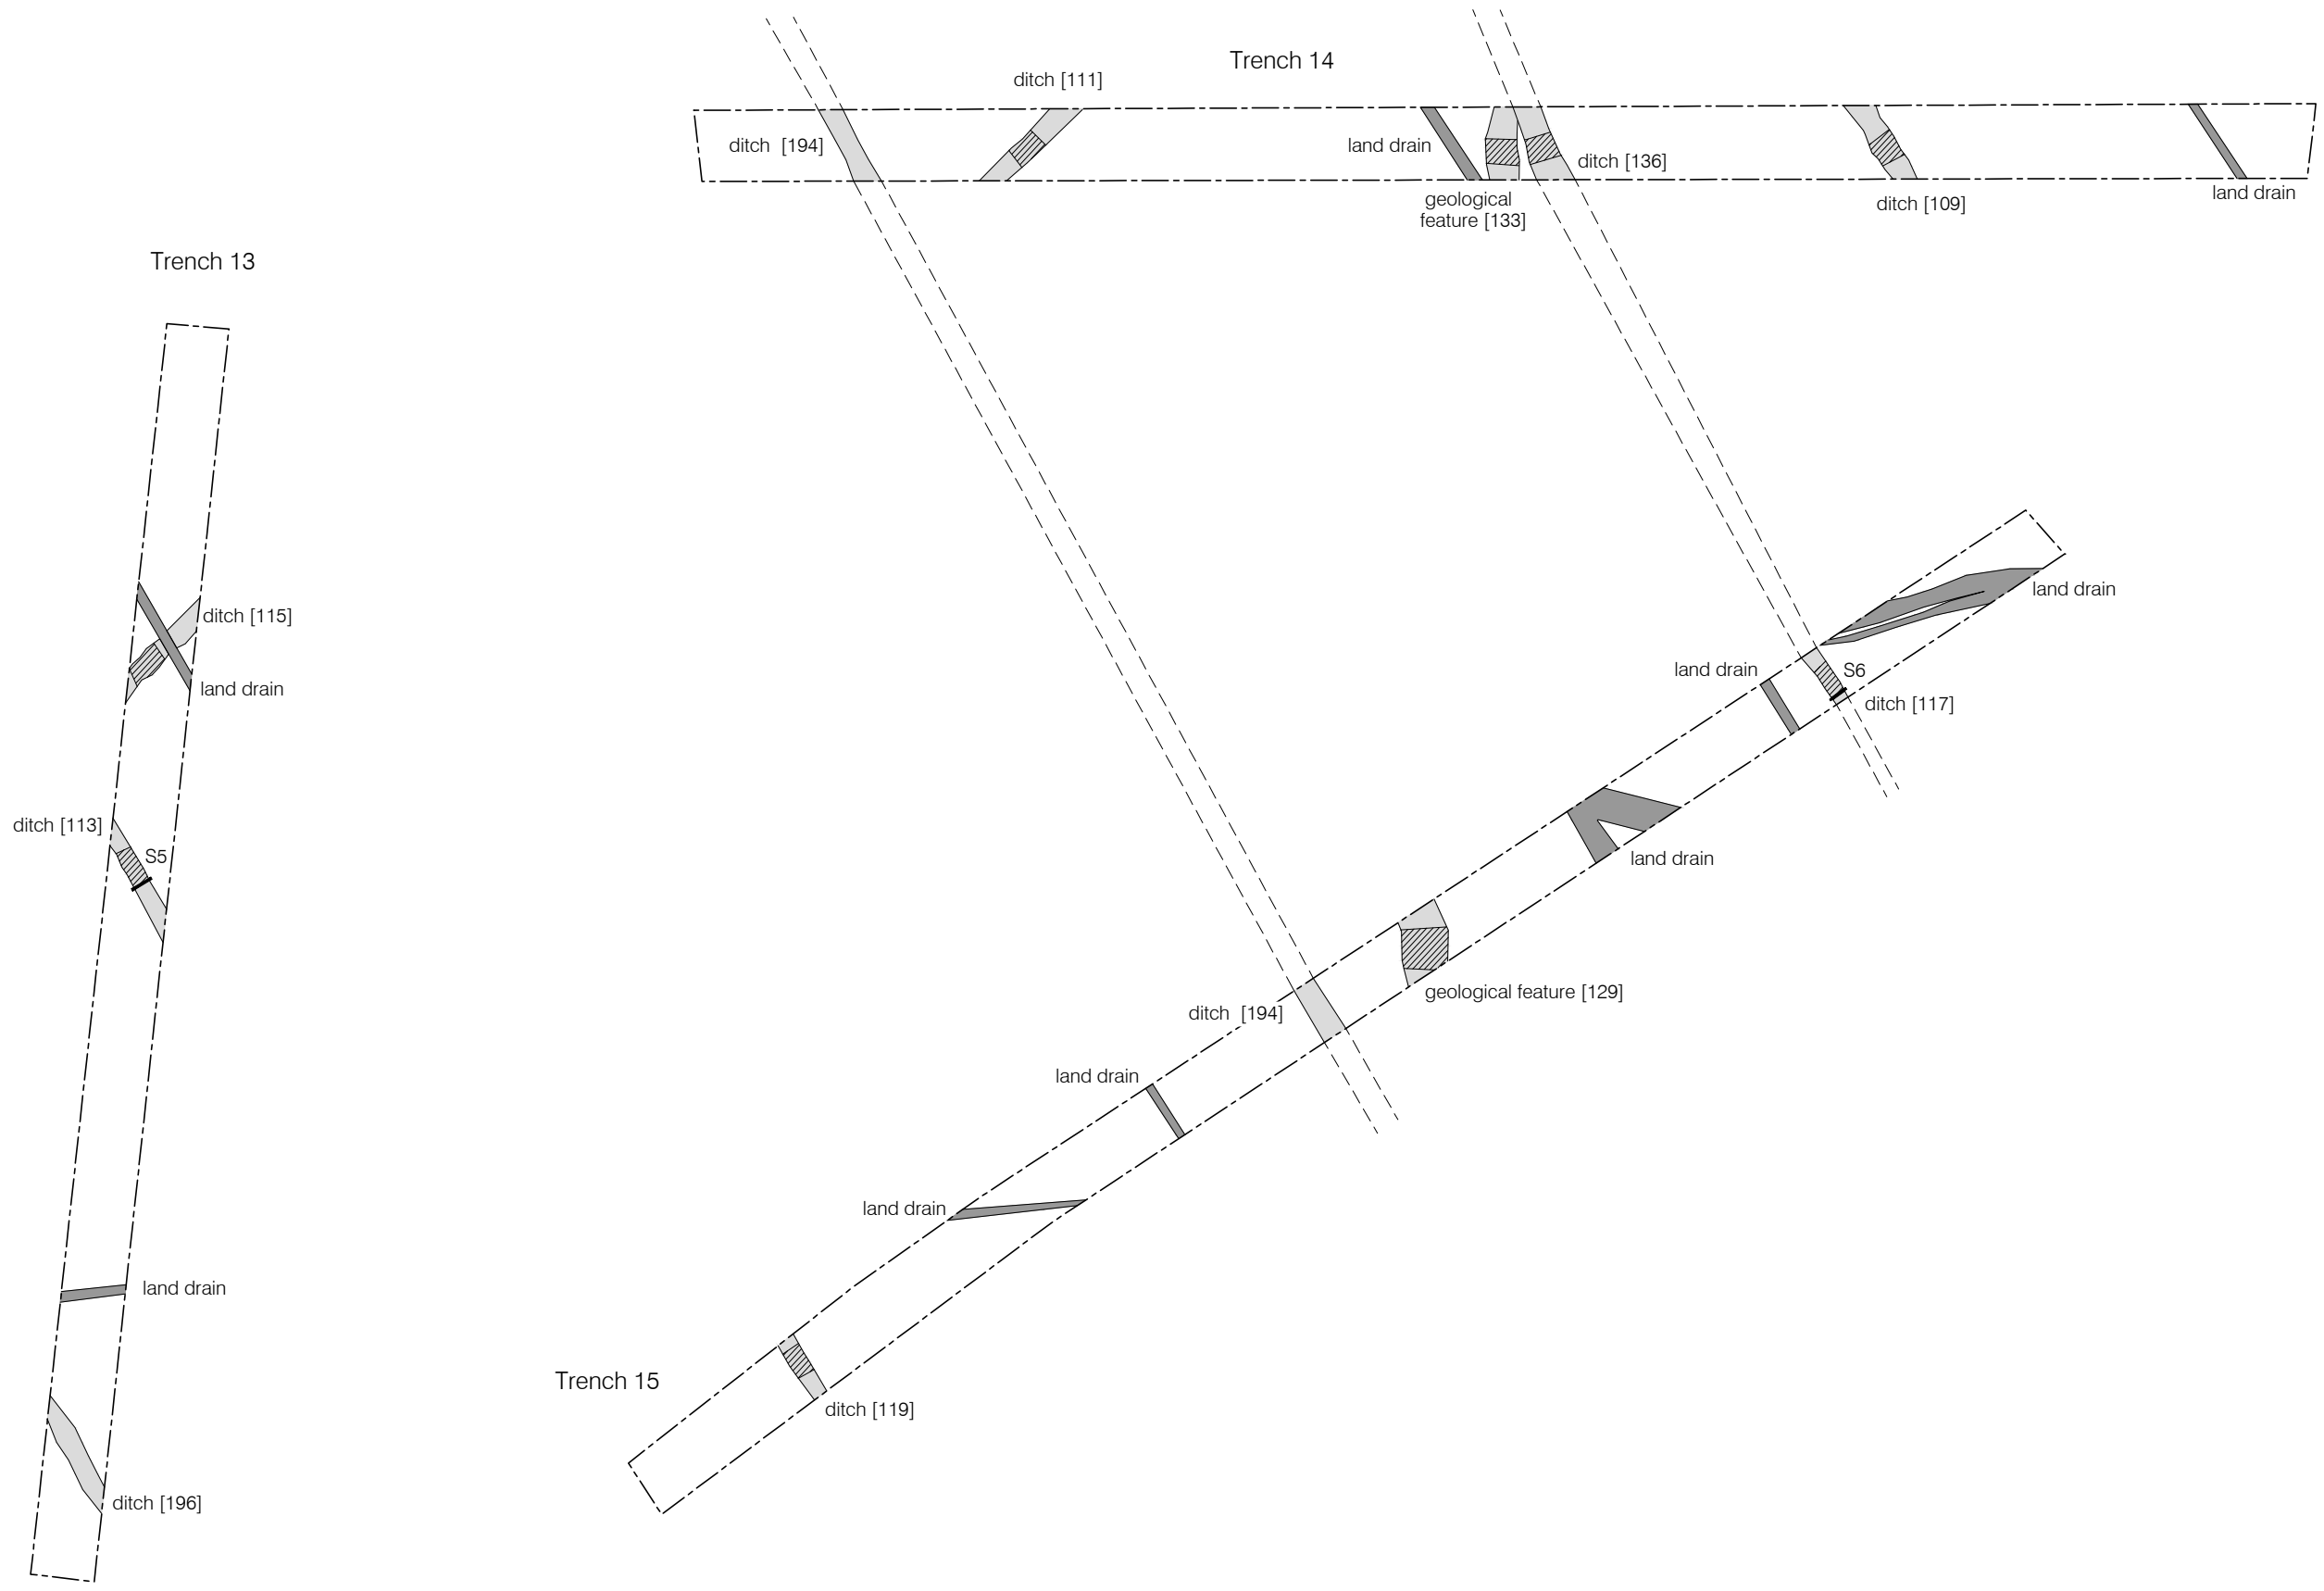 Trench 14
ditch [111]
ditch [194]
land drain
ditch [136]
geological
feature [133]
ditch [109]
land drain
Trench 13
ditch [115]
land drain
ditch [113]
S5
land drain
ditch [196]
land drain
land drain
S6
ditch [117]
land drain
geological feature [129]
ditch [194]
land drain
land drain
Trench 15
ditch [119]